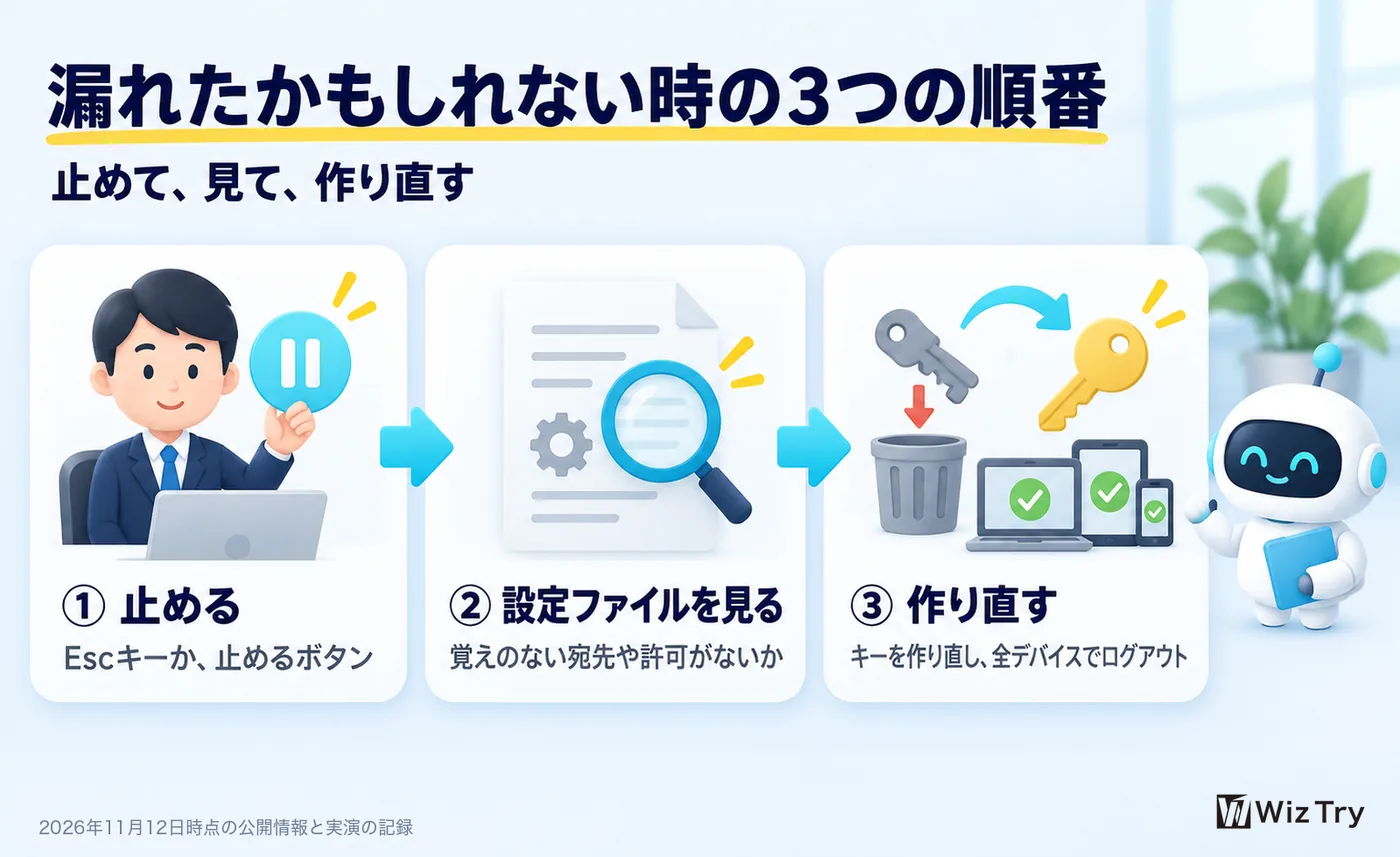 漏れたかもしれない時の3つの順番
止めて、見て、作り直す
① 止める
Escキーか、止めるボタン
② 設定ファイルを見る
覚えのない宛先や許可がないか
③ 作り直す
キーを作り直し、全デバイスでログアウト
2026年11月12日時点の公開情報と実演の記録
Wiz Try